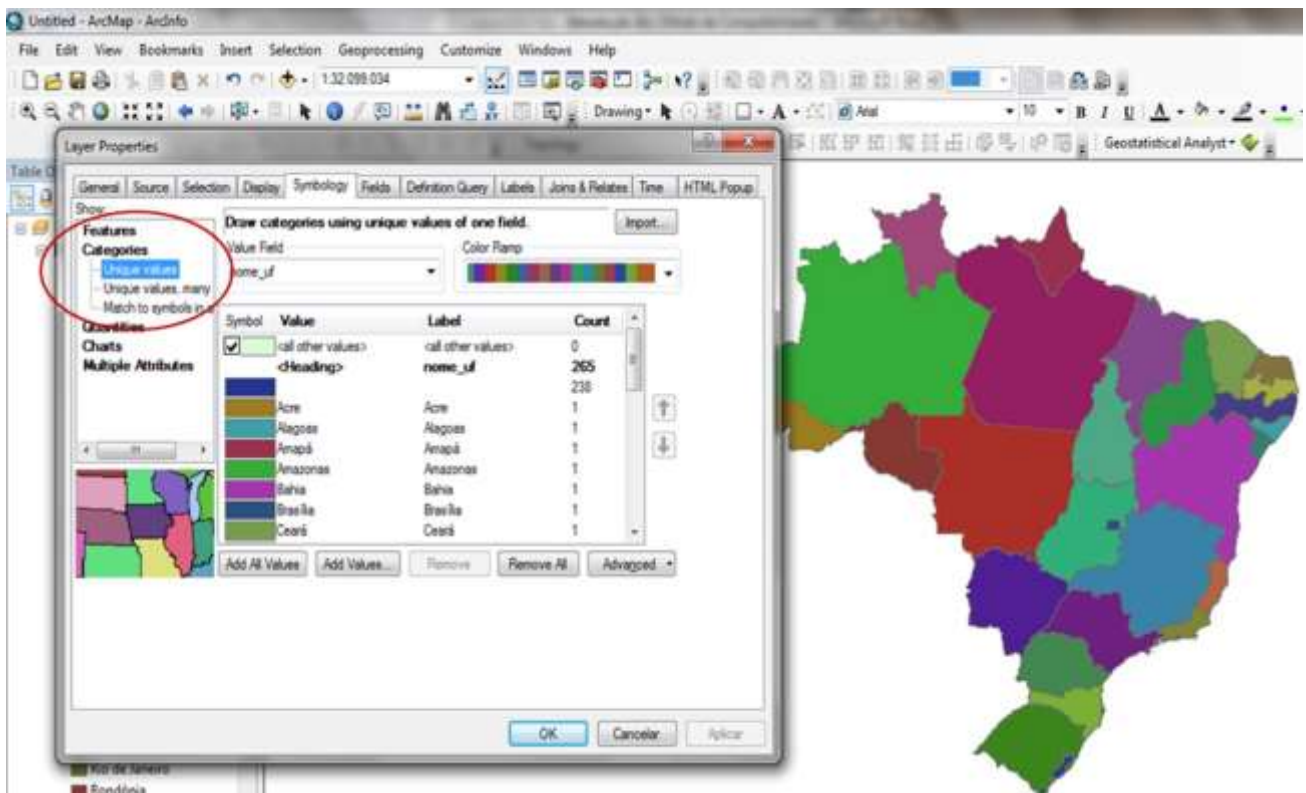 Untitled - ArcMap - ArcInfo
File Edit View Bookmarks Insert Selection Geoprocessing Customize Windows Help
1:32.099.034
Drawing Arial 10 B I U A
Geostatistical Analyst
Layer Properties
General Source Selection Display Symbology Fields Definition Query Labels Joins & Relates Time HTML Popup
Show:
Features
Categories
Unique values
Unique values, many
Match to symbols in a
Quantities
Charts
Multiple Attributes
Draw categories using unique values of one field.
Import...
Value Field
Color Ramp
nome_uf
Symbol Value Label Count
<all other values> <all other values> 0
<Heading> nome_uf 265
238
Acre Acre 1
Alagoas Alagoas 1
Amapá Amapá 1
Amazonas Amazonas 1
Bahia Bahia 1
Brasília Brasília 1
Ceará Ceará 1
Add All Values Add Values... Remove Remove All Advanced
OK Cancelar Aplicar
Rio de Janeiro
Rondônia